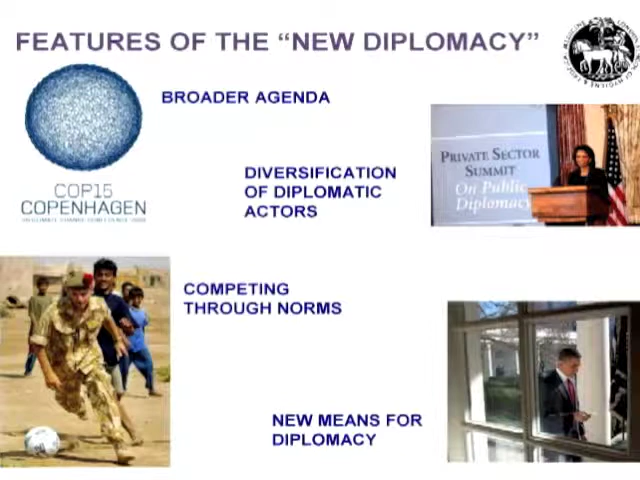 FEATURES OF THE “NEW DIPLOMACY”
BROADER AGENDA
COP15
COPENHAGEN
DIVERSIFICATION
OF DIPLOMATIC
ACTORS
PRIVATE SECTOR
SUMMIT
On Public
Diplomacy
COMPETING
THROUGH NORMS
NEW MEANS FOR
DIPLOMACY